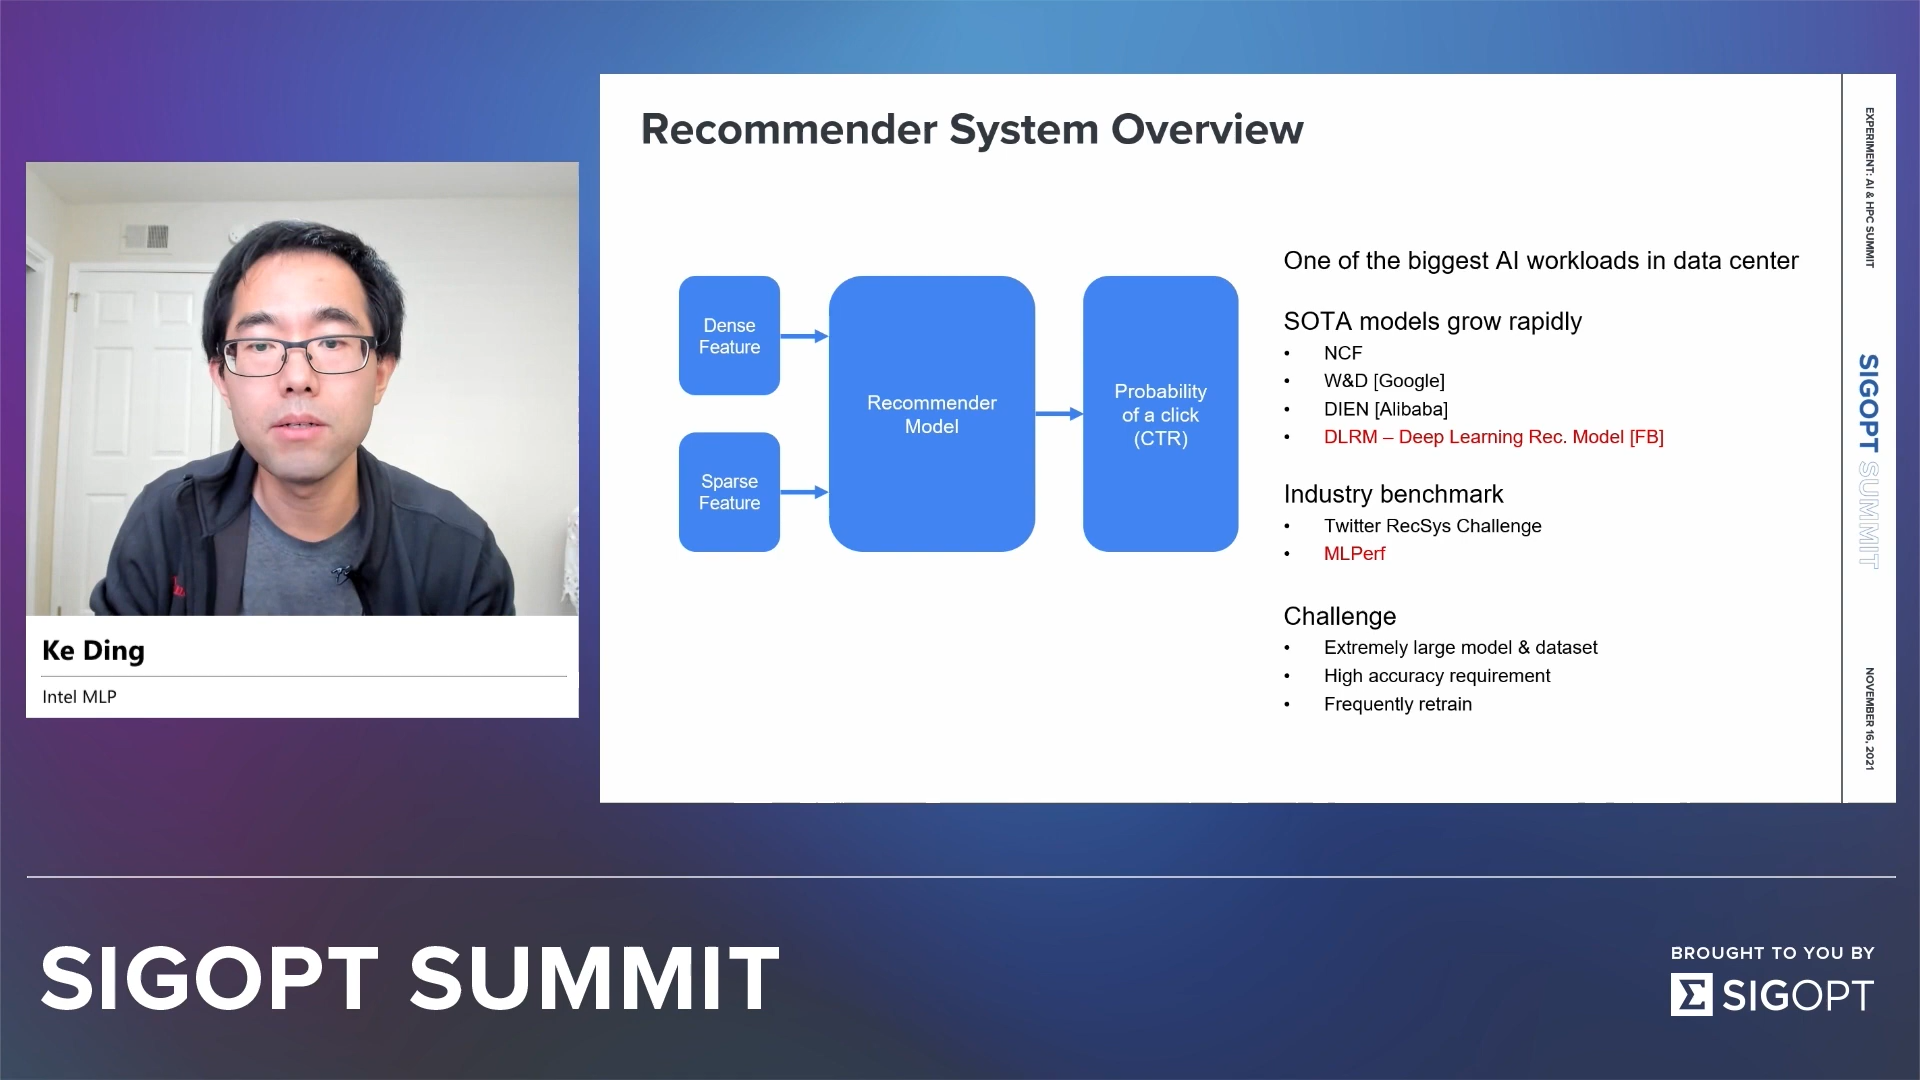 Recommender System Overview
Dense
Feature
Sparse
Feature
Recommender
Model
Probability
of a click
(CTR)
One of the biggest AI workloads in data center
SOTA models grow rapidly
• NCF
• W&D [Google]
• DIEN [Alibaba]
• DLRM – Deep Learning Rec. Model [FB]
Industry benchmark
• Twitter RecSys Challenge
• MLPerf
Challenge
• Extremely large model & dataset
• High accuracy requirement
• Frequently retrain
EXPERIMENT: AI & HPC SUMMIT
SIGOPT SUMMIT
NOVEMBER 16, 2021
Ke Ding
Intel MLP
SIGOPT SUMMIT
BROUGHT TO YOU BY
SIGOPT